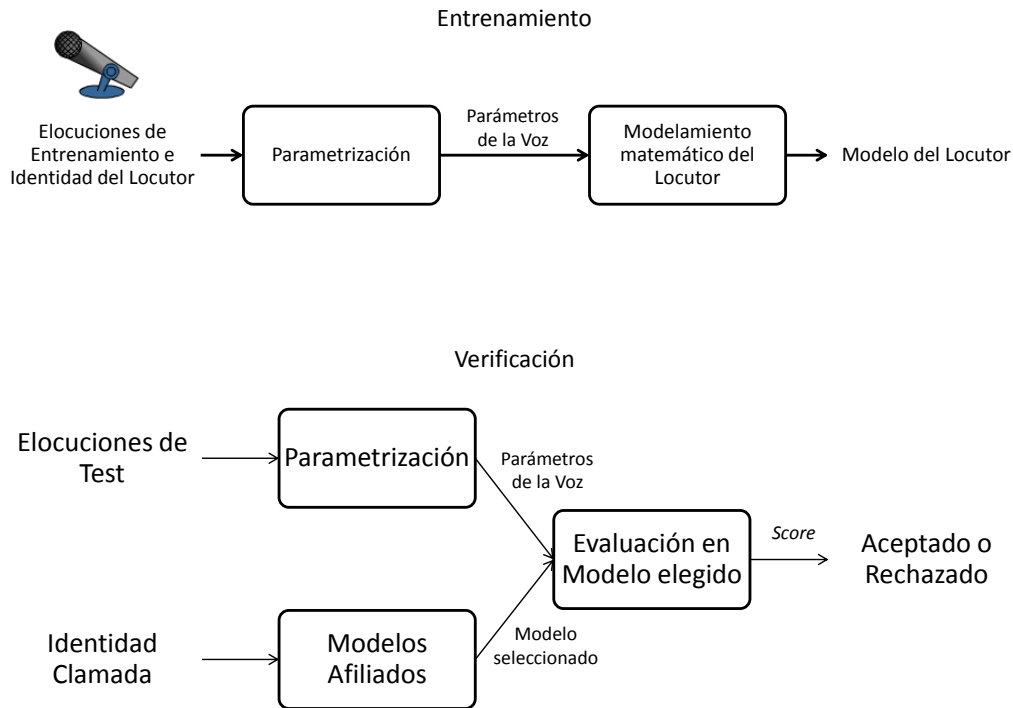 Entrenamiento
Elocuciones de
Entrenamiento e
Identidad del Locutor
Parametrización
Parámetros
de la Voz
Modelamiento
matemático del
Locutor
Modelo del Locutor
Verificación
Elocuciones de
Test
Parametrización
Parámetros
de la Voz
Identidad
Clamada
Modelos
Afiliados
Modelo
seleccionado
Evaluación en
Modelo elegido
Score
Aceptado o
Rechazado